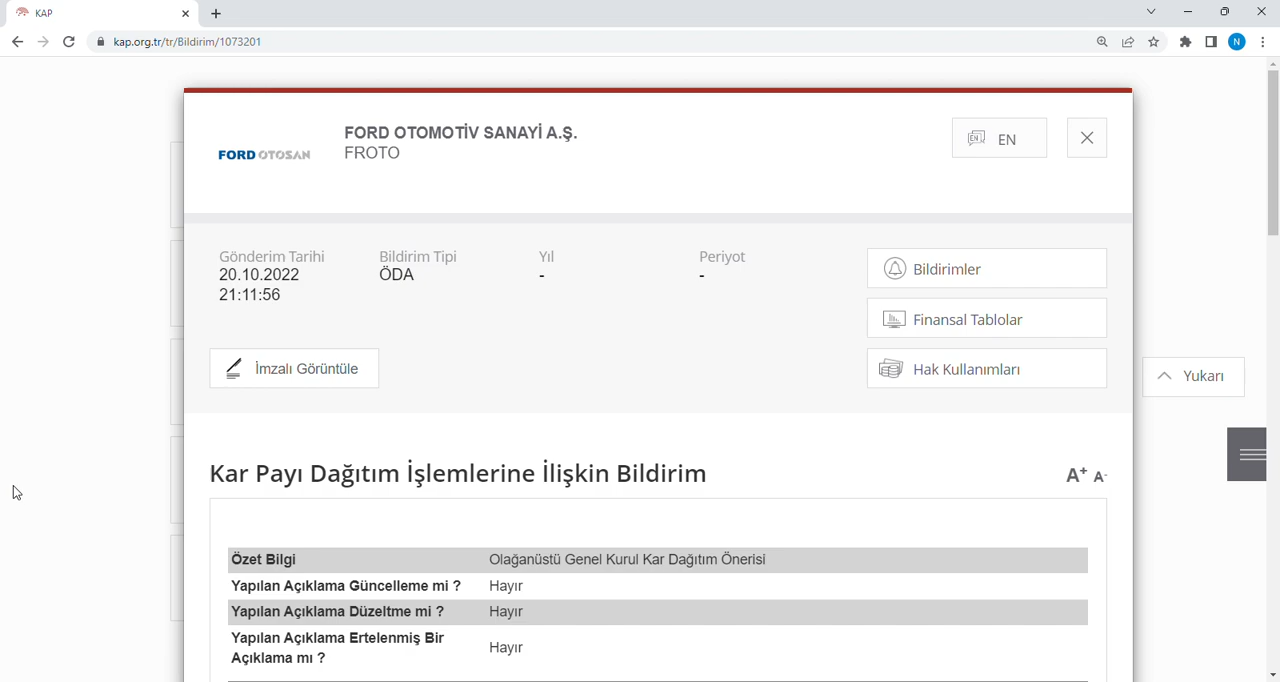 KAP
kap.org.tr/tr/Bildirim/1073201
N
FORD OTOSAN
FORD OTOMOTİV SANAYİ A.Ş.
FROTO
EN
EN
Gönderim Tarihi
20.10.2022
21:11:56
Bildirim Tipi
ÖDA
Yıl
-
Periyot
-
Bildirimler
Finansal Tablolar
Hak Kullanımları
İmzalı Görüntüle
Yukarı
Kar Payı Dağıtım İşlemlerine İlişkin Bildirim
A+ A-
Özet Bilgi Olağanüstü Genel Kurul Kar Dağıtım Önerisi
Yapılan Açıklama Güncelleme mi ? Hayır
Yapılan Açıklama Düzeltme mi ? Hayır
Yapılan Açıklama Ertelenmiş Bir
Açıklama mı ? Hayır